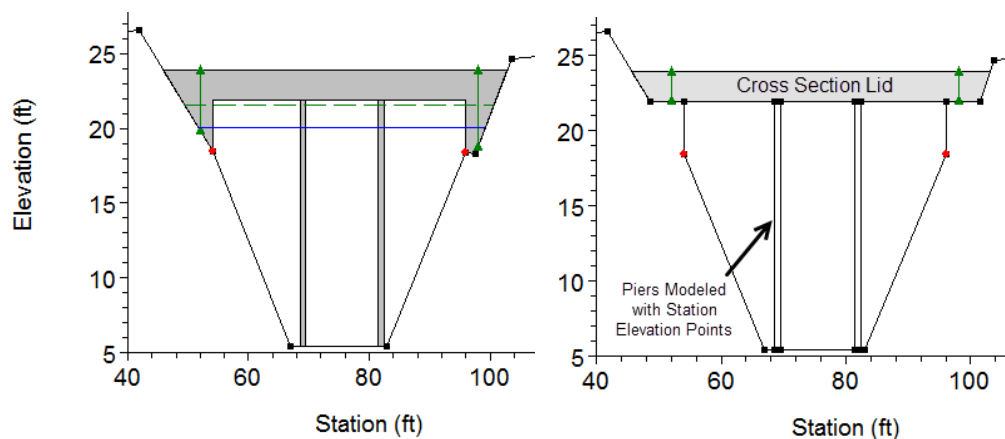 Elevation (ft)
25
20
15
10
5
40
60
80
100
Station (ft)
25
20
15
10
5
40
60
80
100
Station (ft)
Cross Section Lid
Piers Modeled
with Station
Elevation Points